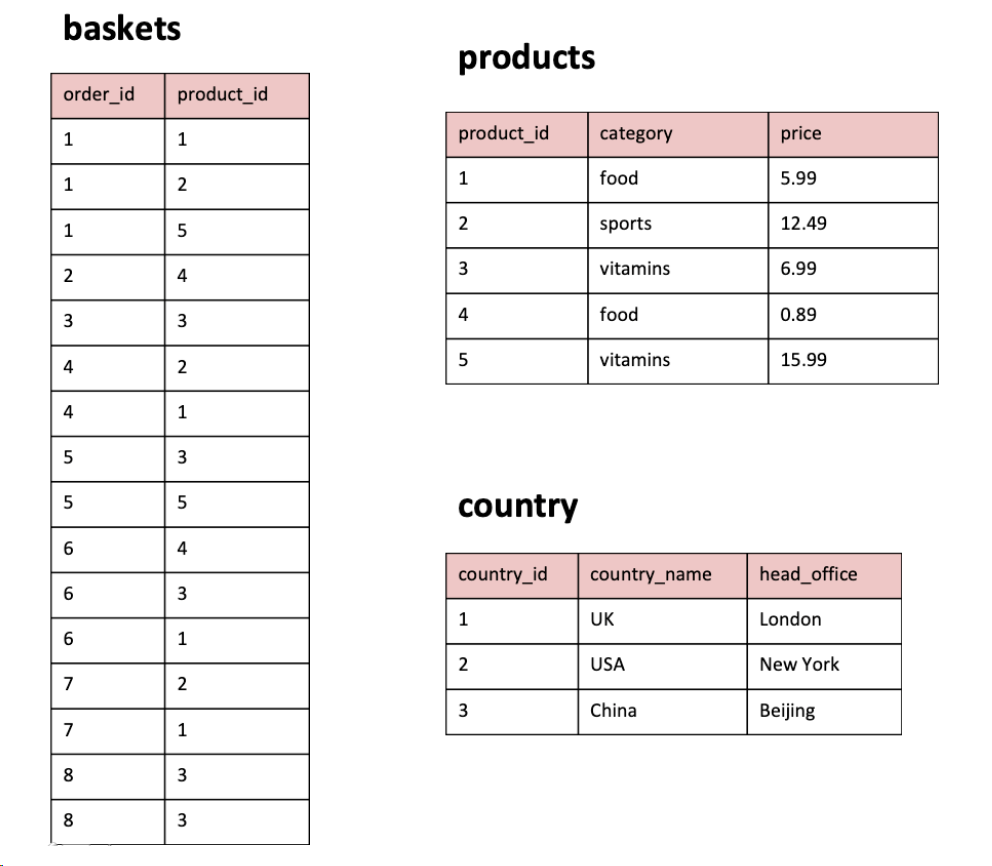 baskets
order_id product_id
1 1
1 2
1 5
2 4
3 3
4 2
4 1
5 3
5 5
6 4
6 3
6 1
7 2
7 1
8 3
8 3
products
product_id category price
1 food 5.99
2 sports 12.49
3 vitamins 6.99
4 food 0.89
5 vitamins 15.99
country
country_id country_name head_office
1 UK London
2 USA New York
3 China Beijing